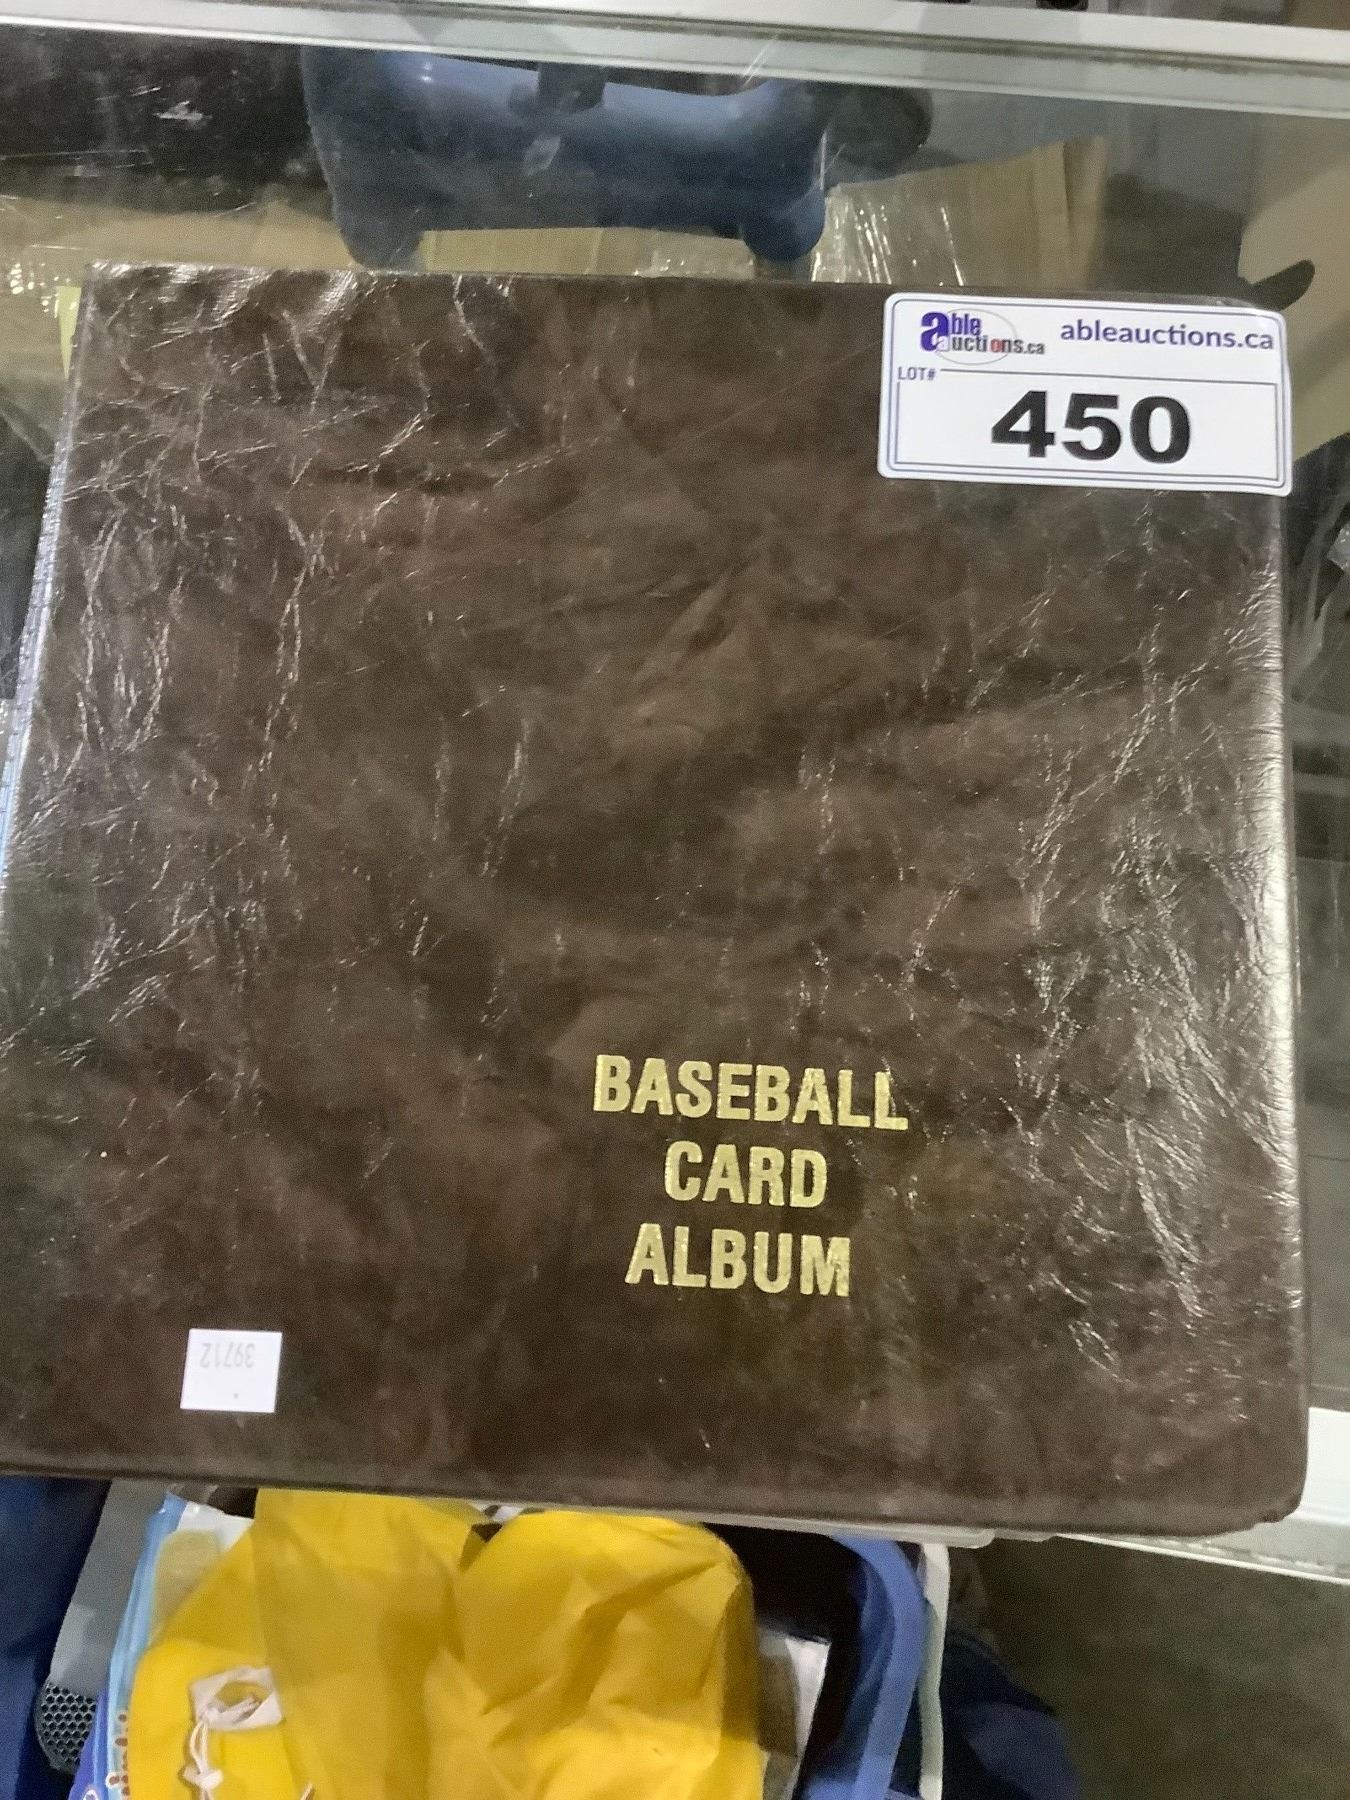 able
auctions.ca
ableauctions.ca
LOT#
450
BASEBALL
CARD
ALBUM
39712